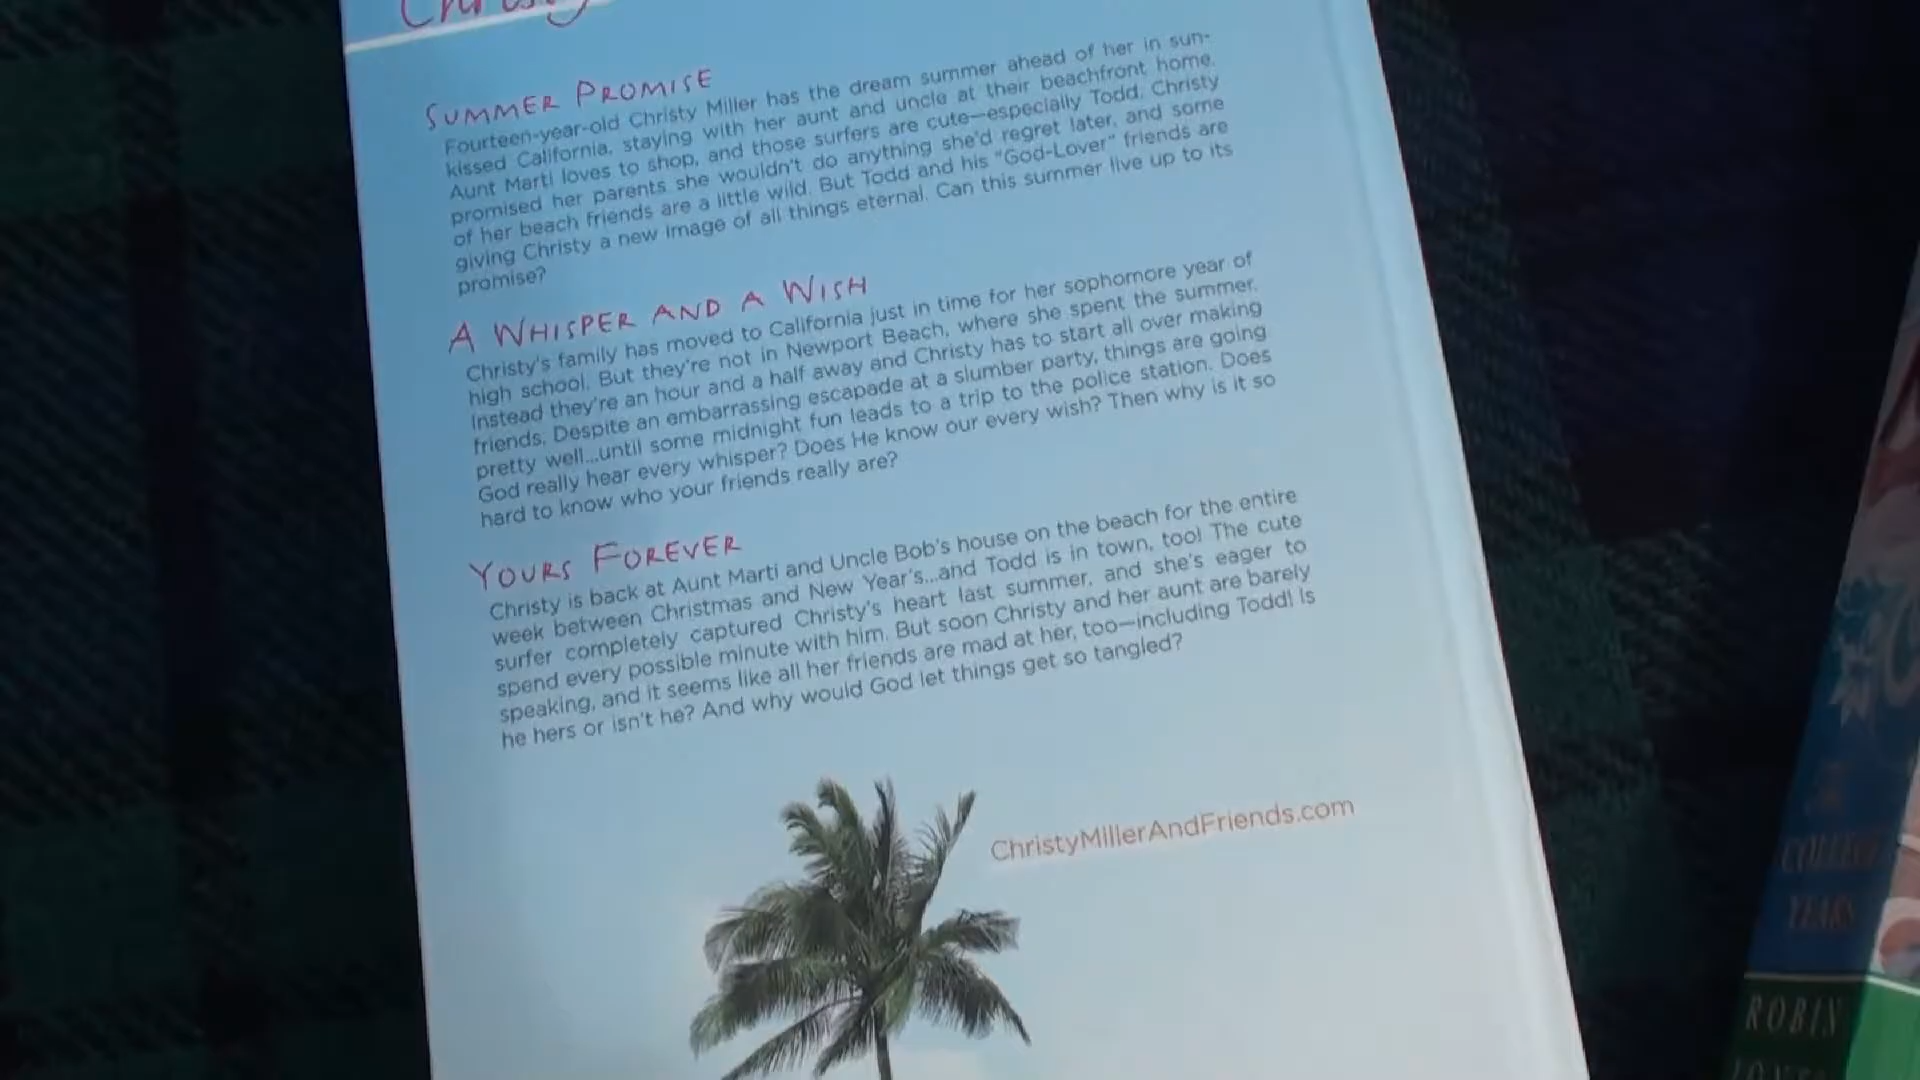 Christy
SUMMER PROMISE
Fourteen-year-old Christy Miller has the dream summer ahead of her in sun-
kissed California, staying with her aunt and uncle at their beachfront home.
Aunt Marti loves to shop, and those surfers are cute—especially Todd. Christy
promised her parents she wouldn't do anything she'd regret later, and some
of her beach friends are a little wild. But Todd and his "God-Lover" friends are
giving Christy a new image of all things eternal. Can this summer live up to its
promise?
A WHISPER AND A WISH
Christy's family has moved to California just in time for her sophomore year of
high school. But they're not in Newport Beach, where she spent the summer.
Instead they're an hour and a half away and Christy has to start all over making
friends. Despite an embarrassing escapade at a slumber party, things are going
pretty well...until some midnight fun leads to a trip to the police station. Does
God really hear every whisper? Does He know our every wish? Then why is it so
hard to know who your friends really are?
YOURS FOREVER
Christy is back at Aunt Marti and Uncle Bob's house on the beach for the entire
week between Christmas and New Year's...and Todd is in town, too! The cute
surfer completely captured Christy's heart last summer, and she's eager to
spend every possible minute with him. But soon Christy and her aunt are barely
speaking, and it seems like all her friends are mad at her, too—including Todd! Is
he hers or isn't he? And why would God let things get so tangled?
ChristyMillerAndFriends.com
COLLEGE
YEARS
ROBIN